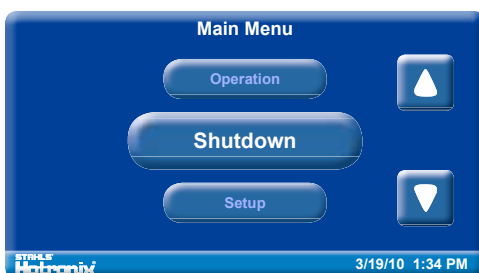 Main Menu
Operation
Shutdown
Setup
STAHLS'
Hotronix
3/19/10 1:34 PM